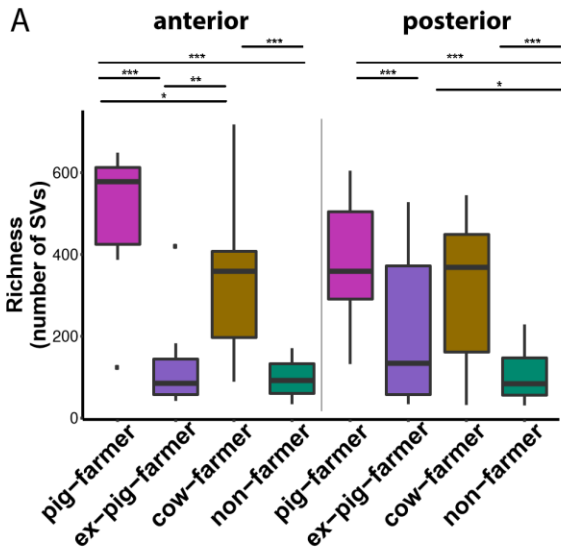 A
anterior posterior
*** ***
*** ***
*** ** ***
* *
Richness
(number of SVs)
600
400
200
0
pig-farmer
ex-pig-farmer
cow-farmer
non-farmer
pig-farmer
ex-pig-farmer
cow-farmer
non-farmer